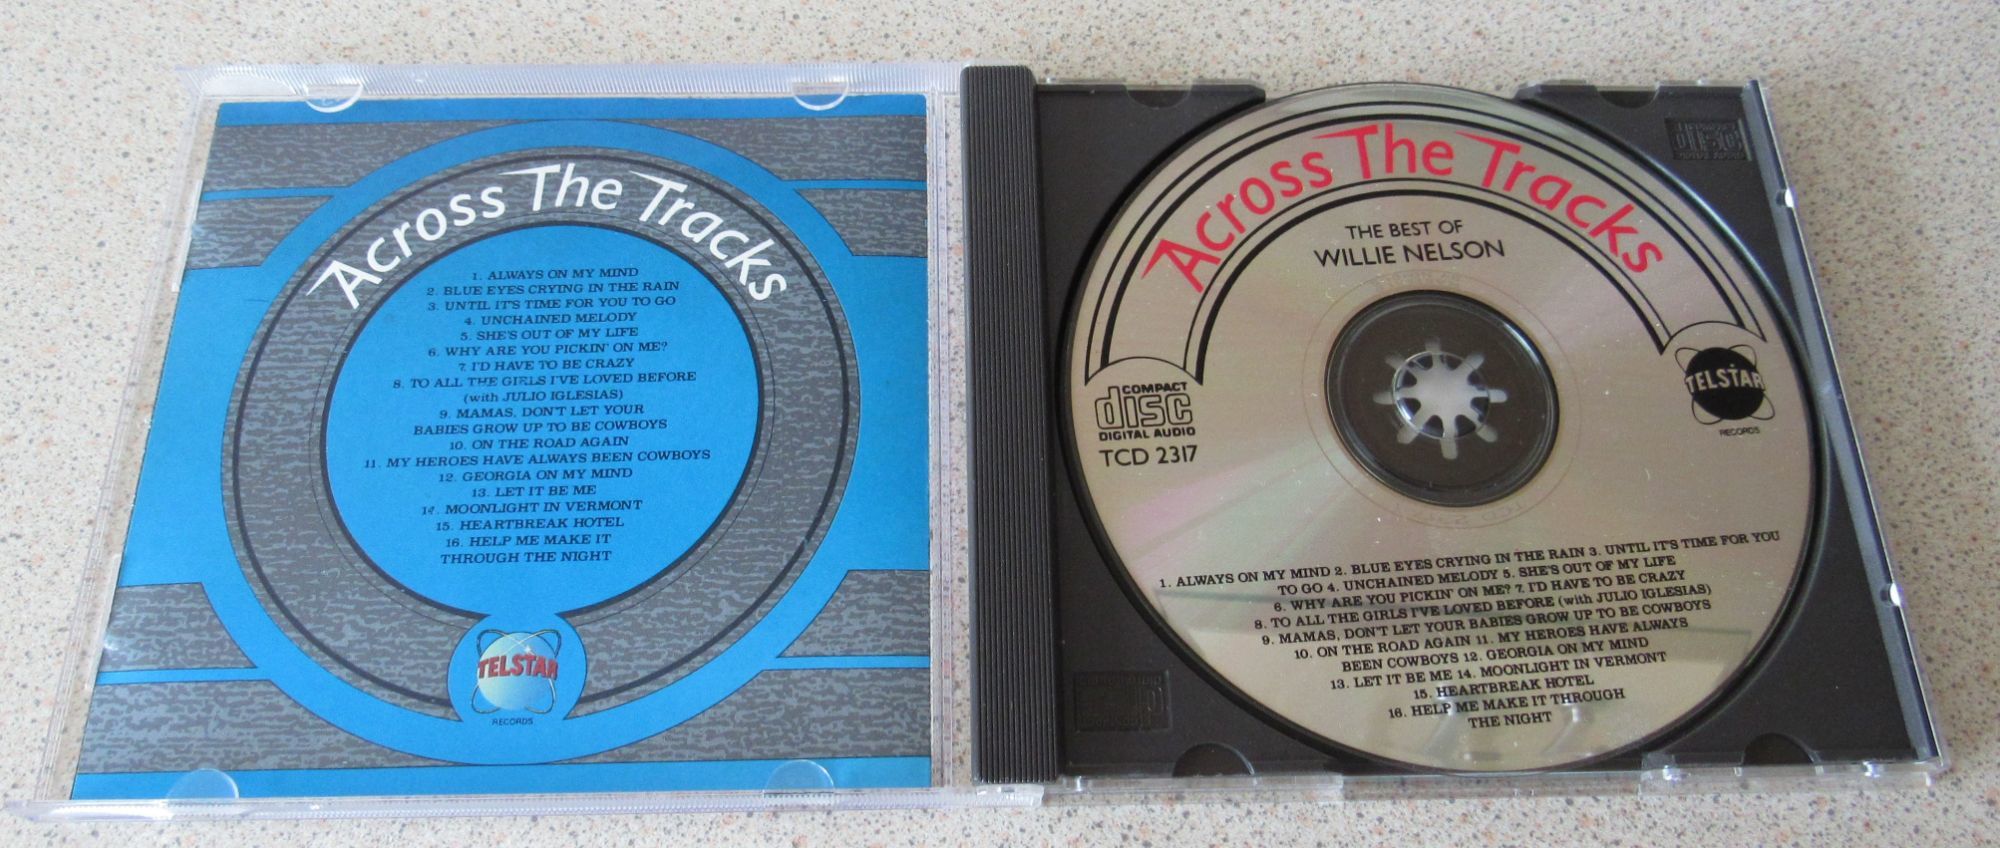 Across The Tracks
1. ALWAYS ON MY MIND
2. BLUE EYES CRYING IN THE RAIN
3. UNTIL IT'S TIME FOR YOU TO GO
4. UNCHAINED MELODY
5. SHE'S OUT OF MY LIFE
6. WHY ARE YOU PICKIN' ON ME?
7. I'D HAVE TO BE CRAZY
8. TO ALL THE GIRLS I'VE LOVED BEFORE
(with JULIO IGLESIAS)
9. MAMAS, DON'T LET YOUR
BABIES GROW UP TO BE COWBOYS
10. ON THE ROAD AGAIN
11. MY HEROES HAVE ALWAYS BEEN COWBOYS
12. GEORGIA ON MY MIND
13. LET IT BE ME
14. MOONLIGHT IN VERMONT
15. HEARTBREAK HOTEL
16. HELP ME MAKE IT
THROUGH THE NIGHT
TELSTAR
RECORDS
Across The Tracks
THE BEST OF
WILLIE NELSON
COMPACT
disc
DIGITAL AUDIO
TCD 2317
TELSTAR
RECORDS
1. ALWAYS ON MY MIND 2. BLUE EYES CRYING IN THE RAIN 3. UNTIL IT'S TIME FOR YOU
TO GO 4. UNCHAINED MELODY 5. SHE'S OUT OF MY LIFE
6. WHY ARE YOU PICKIN' ON ME? 7. I'D HAVE TO BE CRAZY
8. TO ALL THE GIRLS I'VE LOVED BEFORE (with JULIO IGLESIAS)
9. MAMAS, DON'T LET YOUR BABIES GROW UP TO BE COWBOYS
10. ON THE ROAD AGAIN 11. MY HEROES HAVE ALWAYS
BEEN COWBOYS 12. GEORGIA ON MY MIND
13. LET IT BE ME 14. MOONLIGHT IN VERMONT
15. HEARTBREAK HOTEL
16. HELP ME MAKE IT THROUGH
THE NIGHT
disc
DIGITAL AUDIO